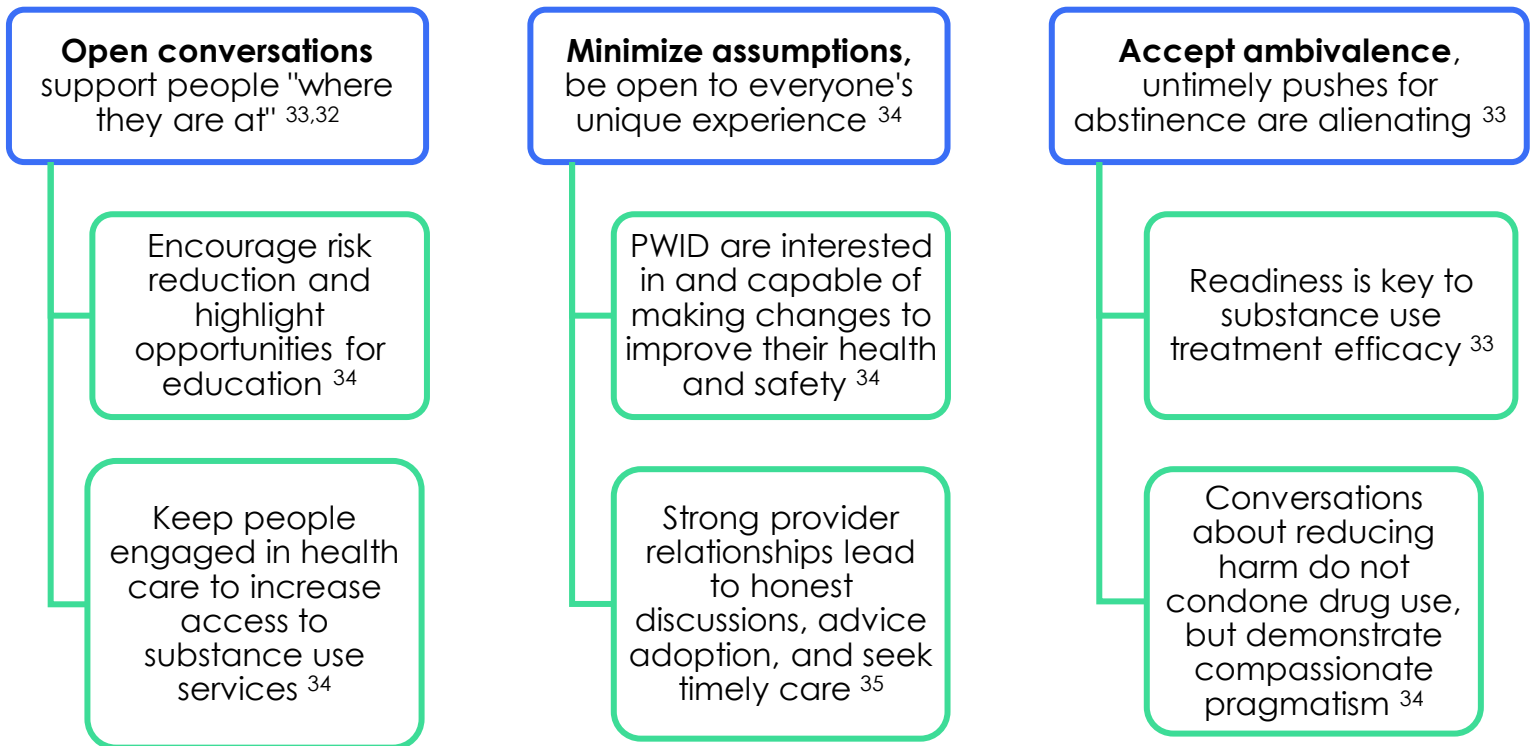 Open conversations
support people "where
they are at" 33,32
Encourage risk
reduction and
highlight
opportunities for
education 34
Keep people
engaged in health
care to increase
access to
substance use
services 34
Minimize assumptions,
be open to everyone's
unique experience 34
PWID are interested
in and capable of
making changes to
improve their health
and safety 34
Strong provider
relationships lead
to honest
discussions, advice
adoption, and seek
timely care 35
Accept ambivalence,
untimely pushes for
abstinence are alienating 33
Readiness is key to
substance use
treatment efficacy 33
Conversations
about reducing
harm do not
condone drug use,
but demonstrate
compassionate
pragmatism 34